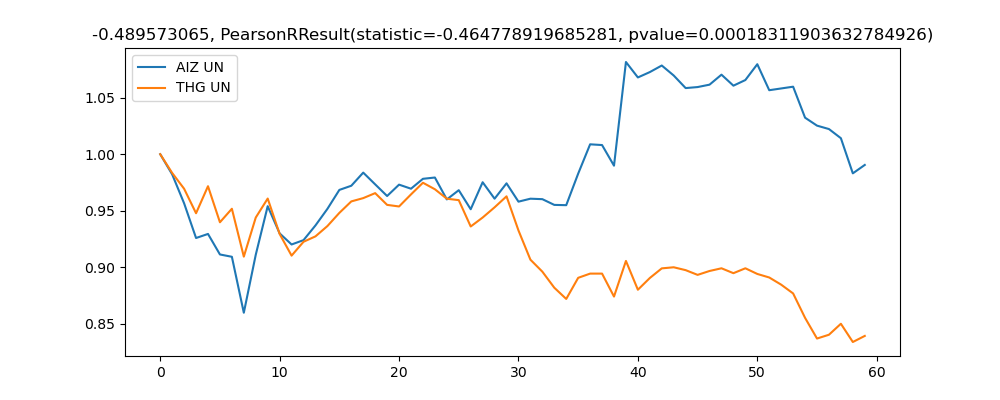 -0.489573065, PearsonRResult(statistic=-0.464778919685281, pvalue=0.00018311903632784926)
AIZ UN
THG UN
1.05
1.00
0.95
0.90
0.85
0 10 20 30 40 50 60